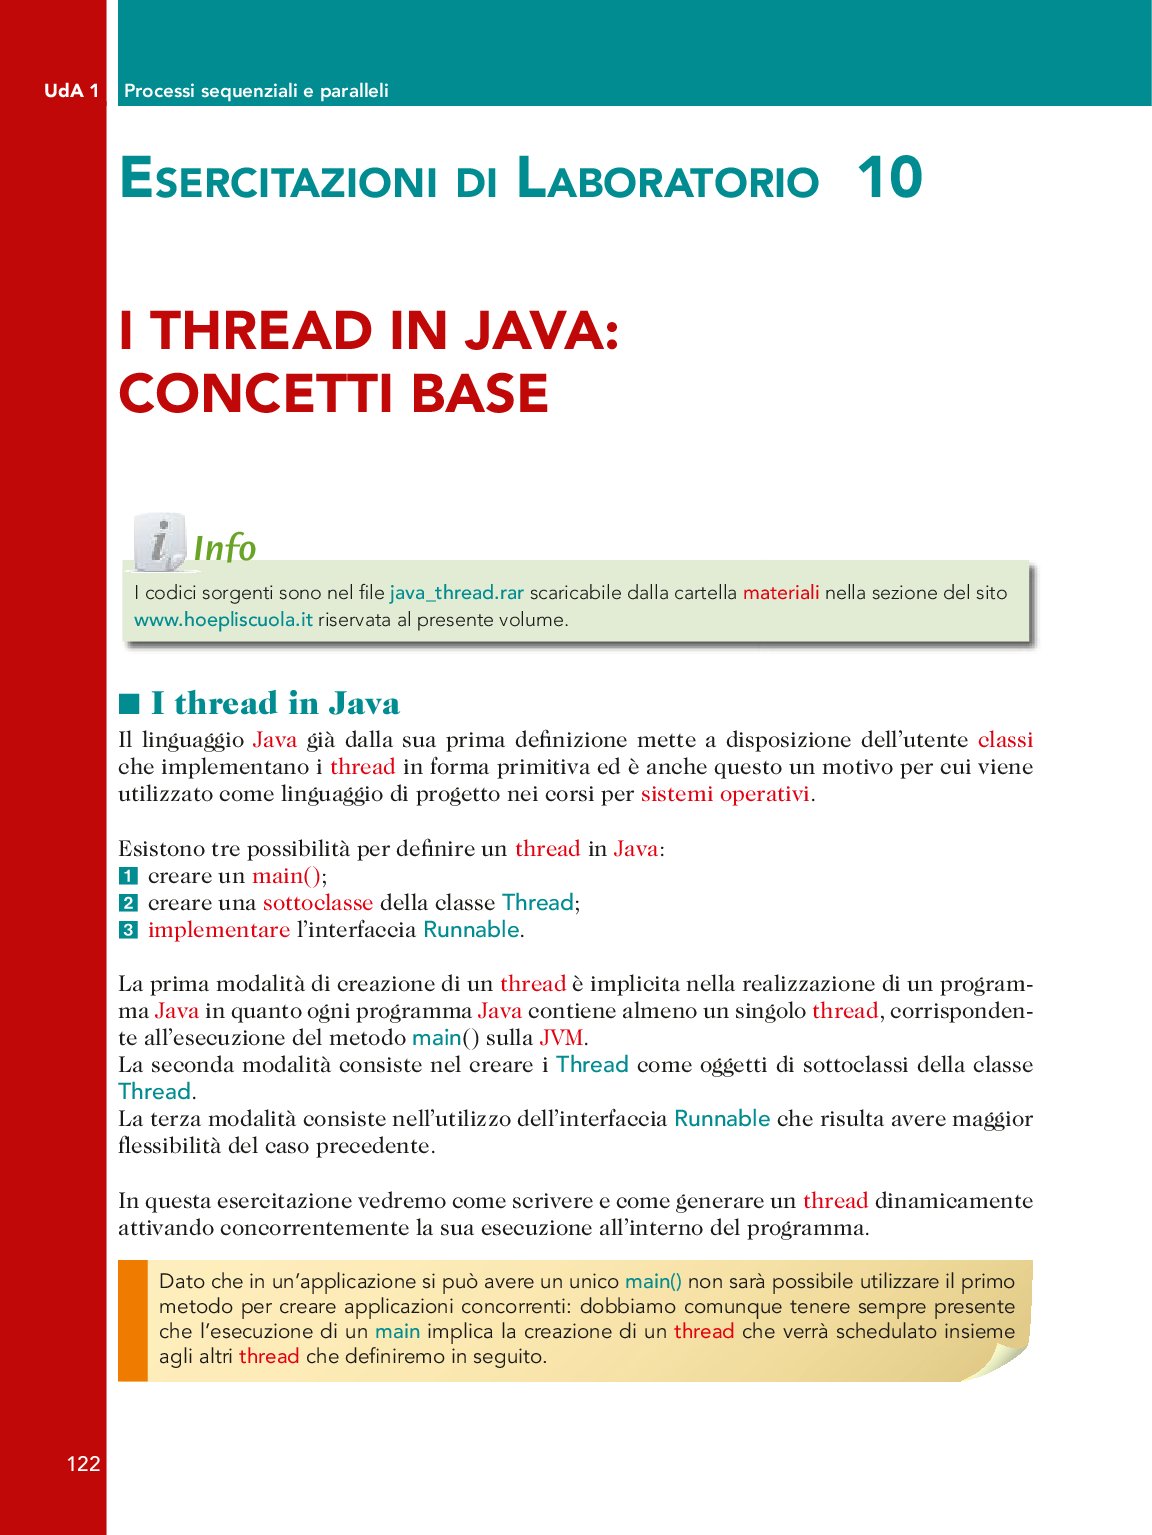 UdA 1 Processi sequenziali e paralleli
ESERCITAZIONI DI LABORATORIO 10
I THREAD IN JAVA:
CONCETTI BASE
i Info
I codici sorgenti sono nel file java_thread.rar scaricabile dalla cartella materiali nella sezione del sito
www.hoepliscuola.it riservata al presente volume.
■ I thread in Java
Il linguaggio Java già dalla sua prima definizione mette a disposizione dell'utente classi
che implementano i thread in forma primitiva ed è anche questo un motivo per cui viene
utilizzato come linguaggio di progetto nei corsi per sistemi operativi.
Esistono tre possibilità per definire un thread in Java:
1 creare un main();
2 creare una sottoclasse della classe Thread;
3 implementare l'interfaccia Runnable.
La prima modalità di creazione di un thread è implicita nella realizzazione di un program-
ma Java in quanto ogni programma Java contiene almeno un singolo thread, corrisponden-
te all'esecuzione del metodo main() sulla JVM.
La seconda modalità consiste nel creare i Thread come oggetti di sottoclassi della classe
Thread.
La terza modalità consiste nell'utilizzo dell'interfaccia Runnable che risulta avere maggior
flessibilità del caso precedente.
In questa esercitazione vedremo come scrivere e come generare un thread dinamicamente
attivando concorrentemente la sua esecuzione all'interno del programma.
Dato che in un'applicazione si può avere un unico main() non sarà possibile utilizzare il primo
metodo per creare applicazioni concorrenti: dobbiamo comunque tenere sempre presente
che l'esecuzione di un main implica la creazione di un thread che verrà schedulato insieme
agli altri thread che definiremo in seguito.
122